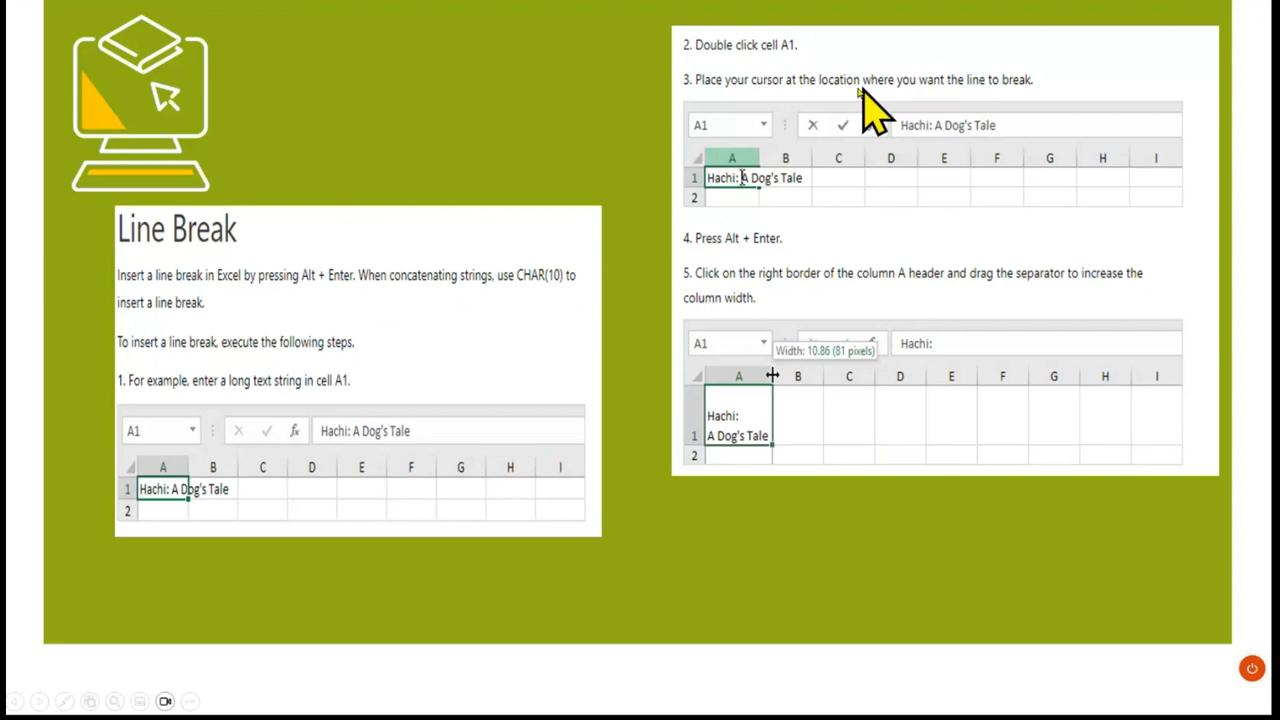 Line Break
Insert a line break in Excel by pressing Alt + Enter. When concatenating strings, use CHAR(10) to
insert a line break.
To insert a line break, execute the following steps.
1. For example, enter a long text string in cell A1.
A1 fx Hachi: A Dog's Tale
A B C D E F G H I
1 Hachi: A Dog's Tale
2
2. Double click cell A1.
3. Place your cursor at the location where you want the line to break.
A1 Hachi: A Dog's Tale
A B C D E F G H I
1 Hachi: A Dog's Tale
2
4. Press Alt + Enter.
5. Click on the right border of the column A header and drag the separator to increase the
column width.
A1 Hachi:
Width: 10.86 (81 pixels)
A B C D E F G H I
Hachi:
1 A Dog's Tale
2